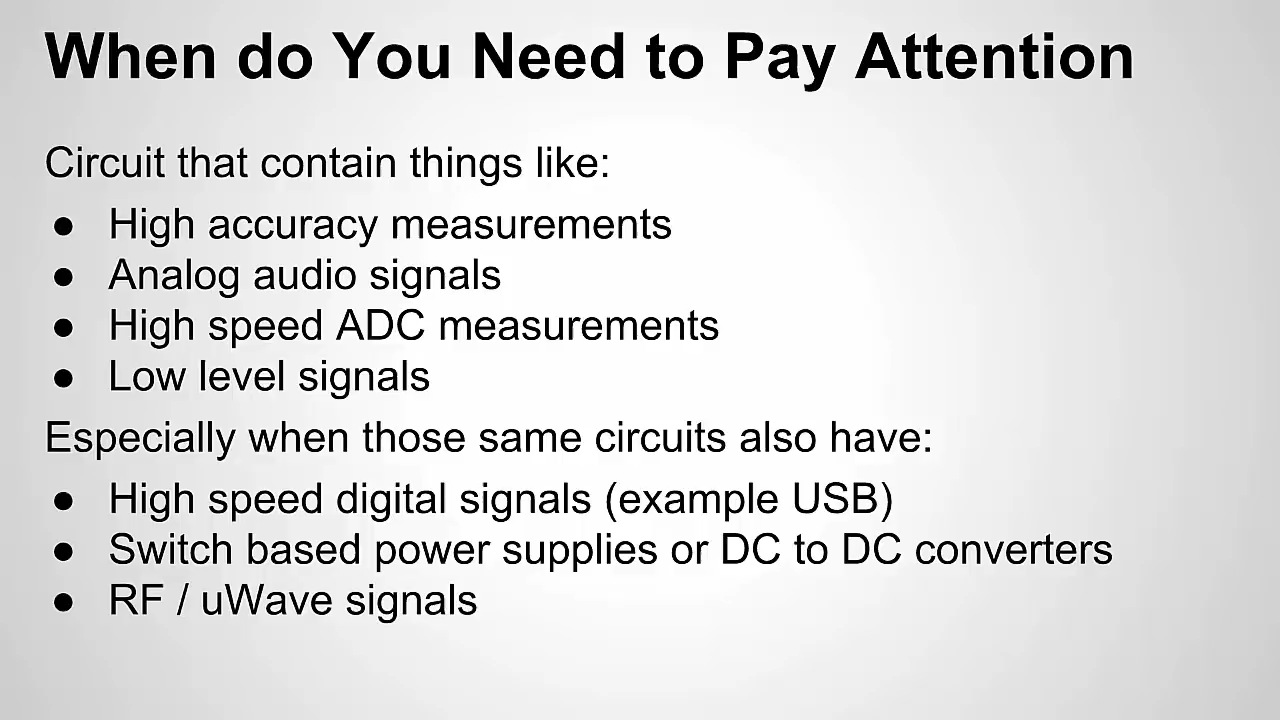 When do You Need to Pay Attention
Circuit that contain things like:
● High accuracy measurements
● Analog audio signals
● High speed ADC measurements
● Low level signals
Especially when those same circuits also have:
● High speed digital signals (example USB)
● Switch based power supplies or DC to DC converters
● RF / uWave signals